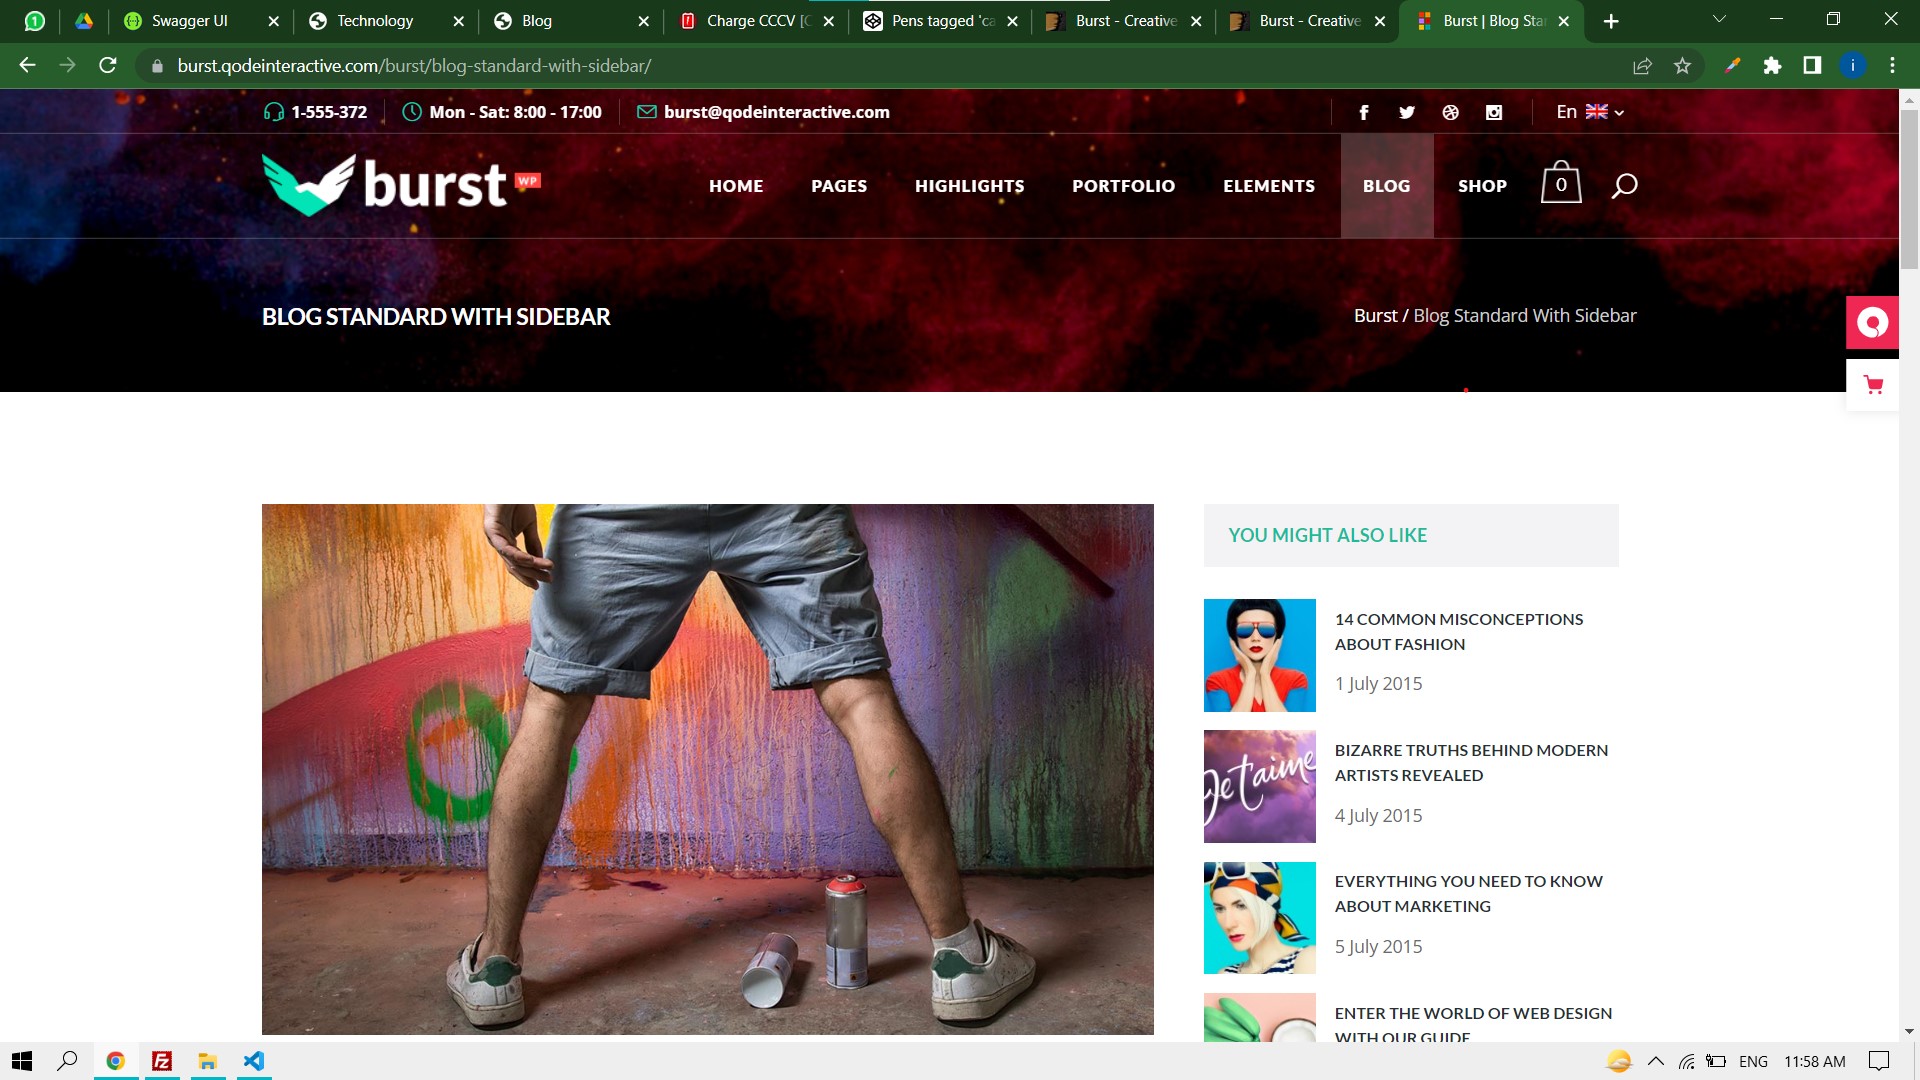 Swagger UI
Technology
Blog
Charge CCCV [C
Pens tagged 'ca
Burst - Creative
Burst - Creative
Burst | Blog Sta
burst.qodeinteractive.com/burst/blog-standard-with-sidebar/
1-555-372
Mon - Sat: 8:00 - 17:00
burst@qodeinteractive.com
En
burst WP
HOME
PAGES
HIGHLIGHTS
PORTFOLIO
ELEMENTS
BLOG
SHOP
0
BLOG STANDARD WITH SIDEBAR
Burst / Blog Standard With Sidebar
YOU MIGHT ALSO LIKE
14 COMMON MISCONCEPTIONS
ABOUT FASHION
1 July 2015
Je t'aime
BIZARRE TRUTHS BEHIND MODERN
ARTISTS REVEALED
4 July 2015
EVERYTHING YOU NEED TO KNOW
ABOUT MARKETING
5 July 2015
ENTER THE WORLD OF WEB DESIGN
WITH OUR GUIDE
ENG
11:58 AM